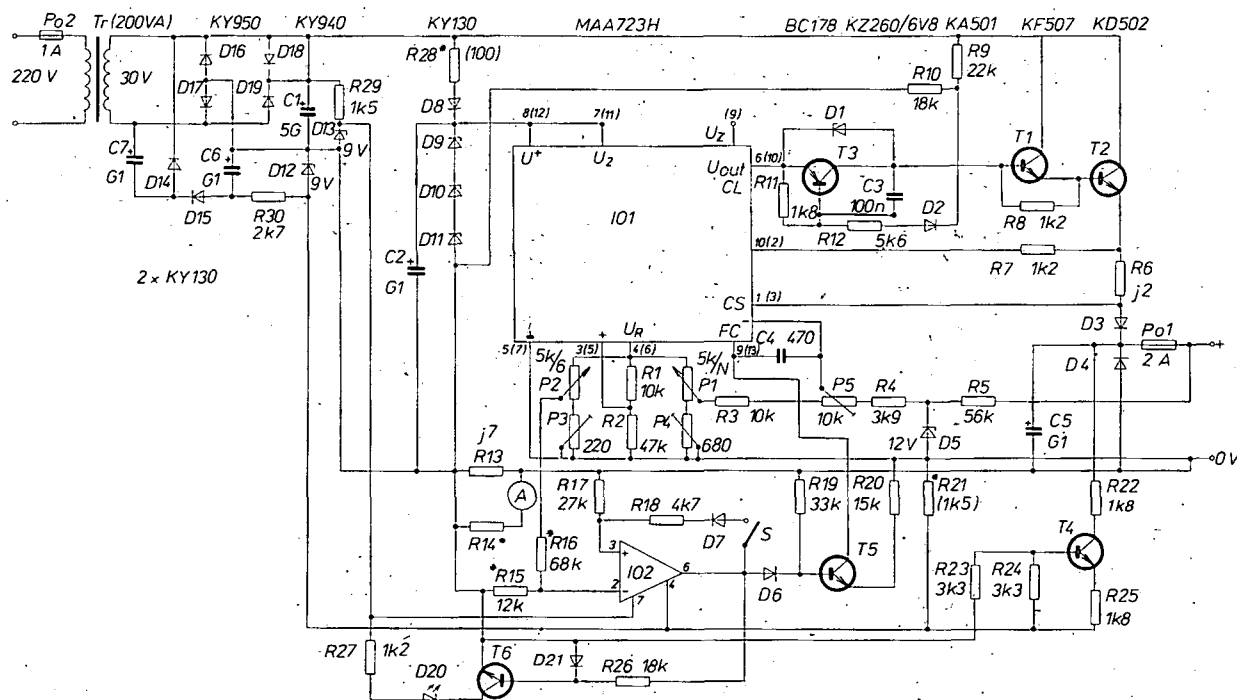 Po2 Tr(200VA) KY950 KY940 KY130 MAA723H BC178 KZ260/6V8 KA501 KF507 KD502
1A
220 V
30V
D16
D18
D17
D19
C1
5G
R29
1k5
D13
9V
C7
G1
D14
C6
G1
D12
9V
D15
R30
2k7
2 x KY130
R28
(100)
D8
D9
D10
D11
C2
G1
8(12)
7(11)
(9)
U+
U2
Uz
6(10)
Uout
CL
IO1
10(2)
CS
1(3)
UR
FC
5(7)
3(5)
4(6)
9(13)
D1
T3
R11
1k8
C3
100n
R12
5k6
D2
R10
18k
R9
22k
T1
T2
R8
1k2
R7
1k2
R6
j2
D3
D4
Po1
2 A
+
C4 470
5k/6
P2
R1
10k
5k/N
P1
P3
220
R2
47k
P4
680
R3
10k
P5
10k
R4
3k9
R5
56k
12V
D5
C5
G1
0V
j7
R13
A
R14
R15
12k
R16
68k
R17
27k
R18 4k7
D7
S
3
+
2
-
IO2
6
7
4
D6
R19
33k
R20
15k
T5
R21
(1k5)
R22
1k8
T4
R23
3k3
R24
3k3
R25
1k8
R27
1k2
D20
T6
D21
R26 18k